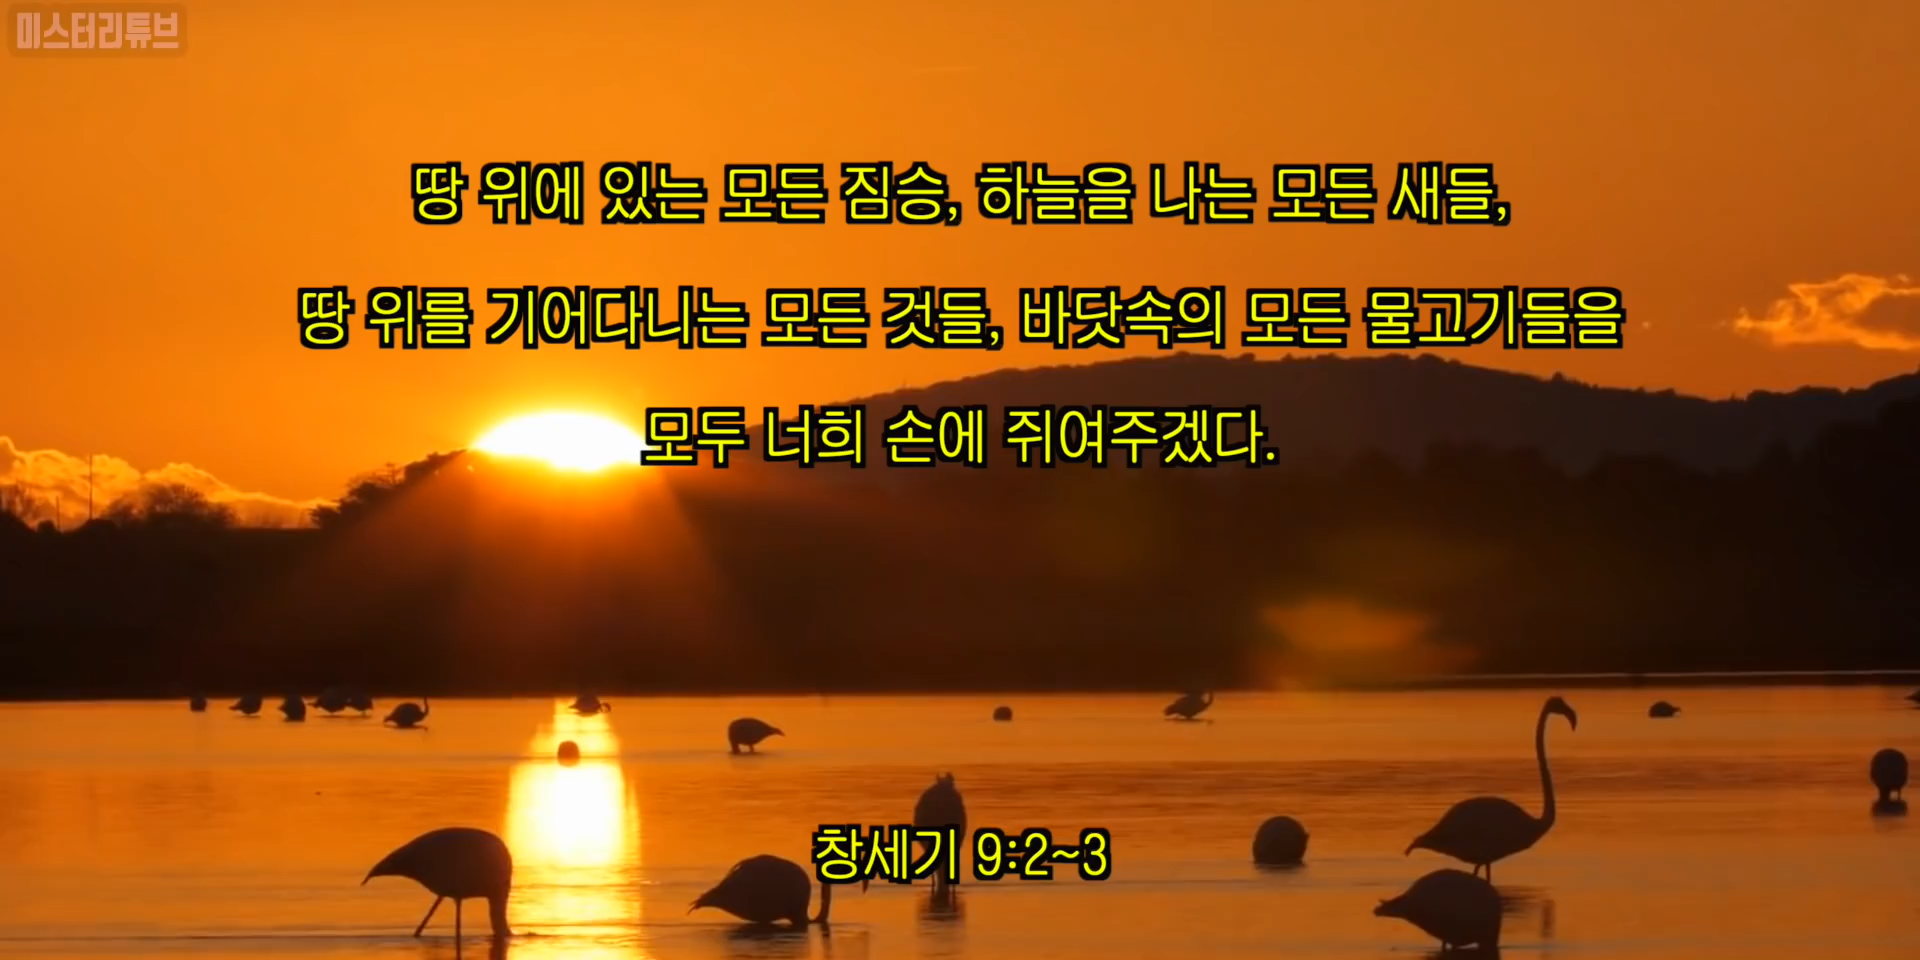 미스터리튜브
땅 위에 있는 모든 짐승, 하늘을 나는 모든 새들,
땅 위를 기어다니는 모든 것들, 바닷속의 모든 물고기들을
모두 너희 손에 쥐여주겠다.
창세기 9:2~3